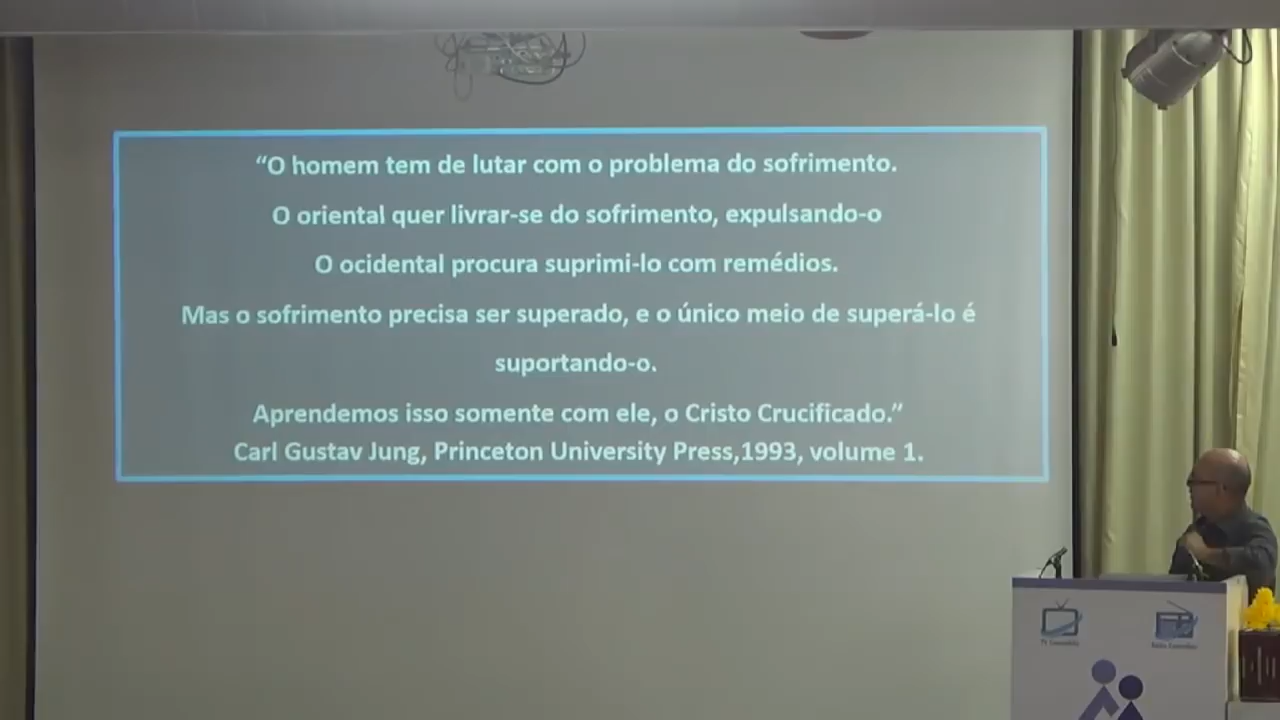 “O homem tem de lutar com o problema do sofrimento.
O oriental quer livrar-se do sofrimento, expulsando-o
O ocidental procura suprimi-lo com remédios.
Mas o sofrimento precisa ser superado, e o único meio de superá-lo é
suportando-o.
Aprendemos isso somente com ele, o Cristo Crucificado.”
Carl Gustav Jung, Princeton University Press,1993, volume 1.